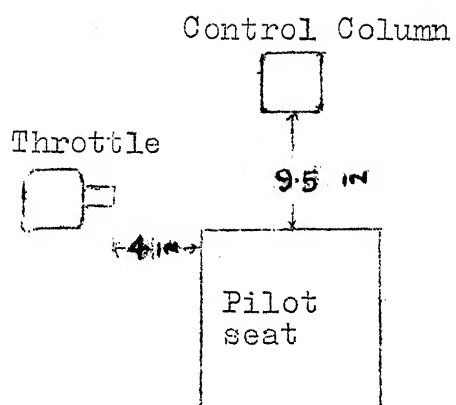 Control Column
Throttle
9.5 IN
4 IN
Pilot
seat